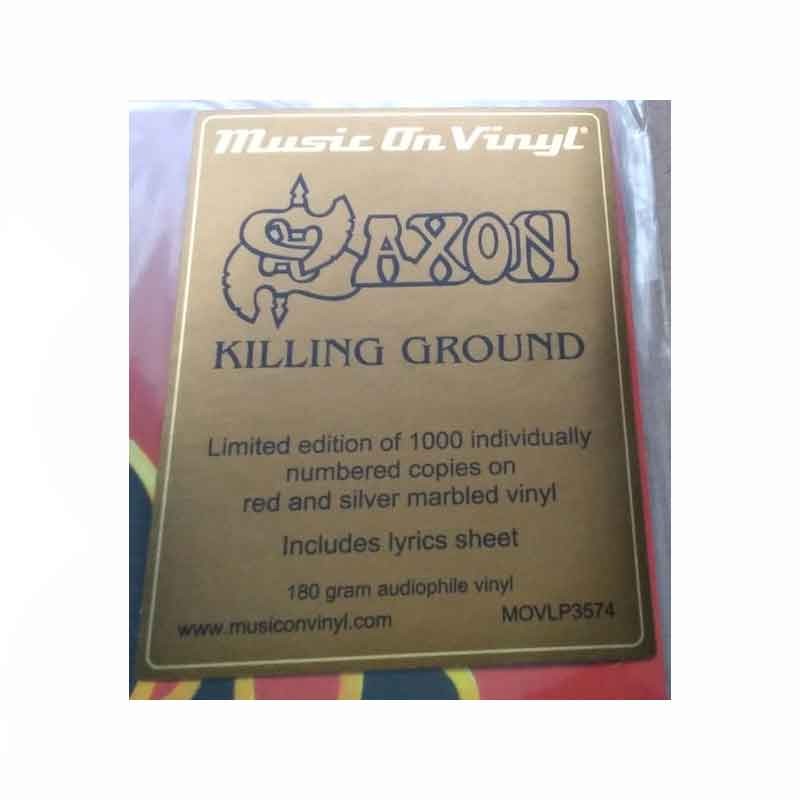 Music On Vinyl®
SAXON
KILLING GROUND
Limited edition of 1000 individually
numbered copies on
red and silver marbled vinyl
Includes lyrics sheet
180 gram audiophile vinyl
www.musiconvinyl.com MOVLP3574